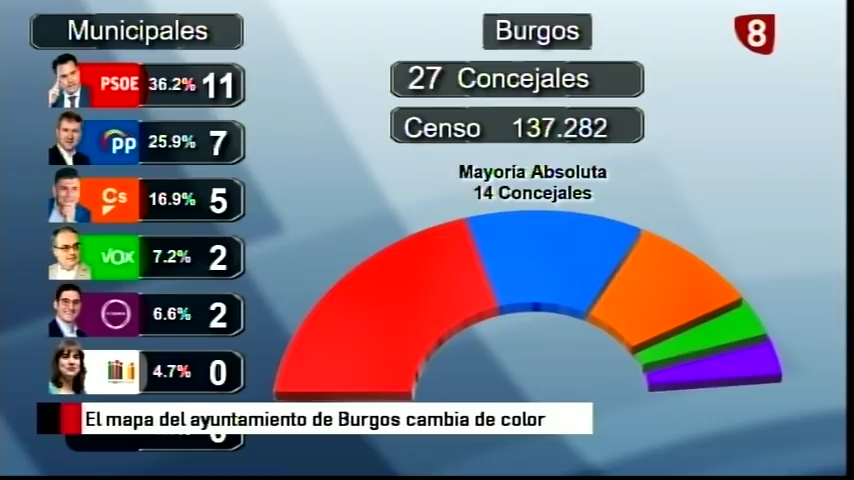 Municipales
Burgos
8
PSOE 36.2% 11
27 Concejales
pp 25.9% 7
Censo 137.282
Cs 16.9% 5
Mayoría Absoluta
14 Concejales
VOX 7.2% 2
6.6% 2
4.7% 0
El mapa del ayuntamiento de Burgos cambia de color